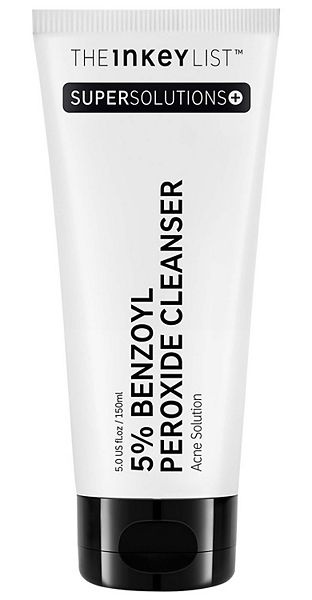 THE INKEY LIST™
SUPERSOLUTIONS+
5% BENZOYL
PEROXIDE CLEANSER
Acne Solution
5.0 US fl.oz / 150ml